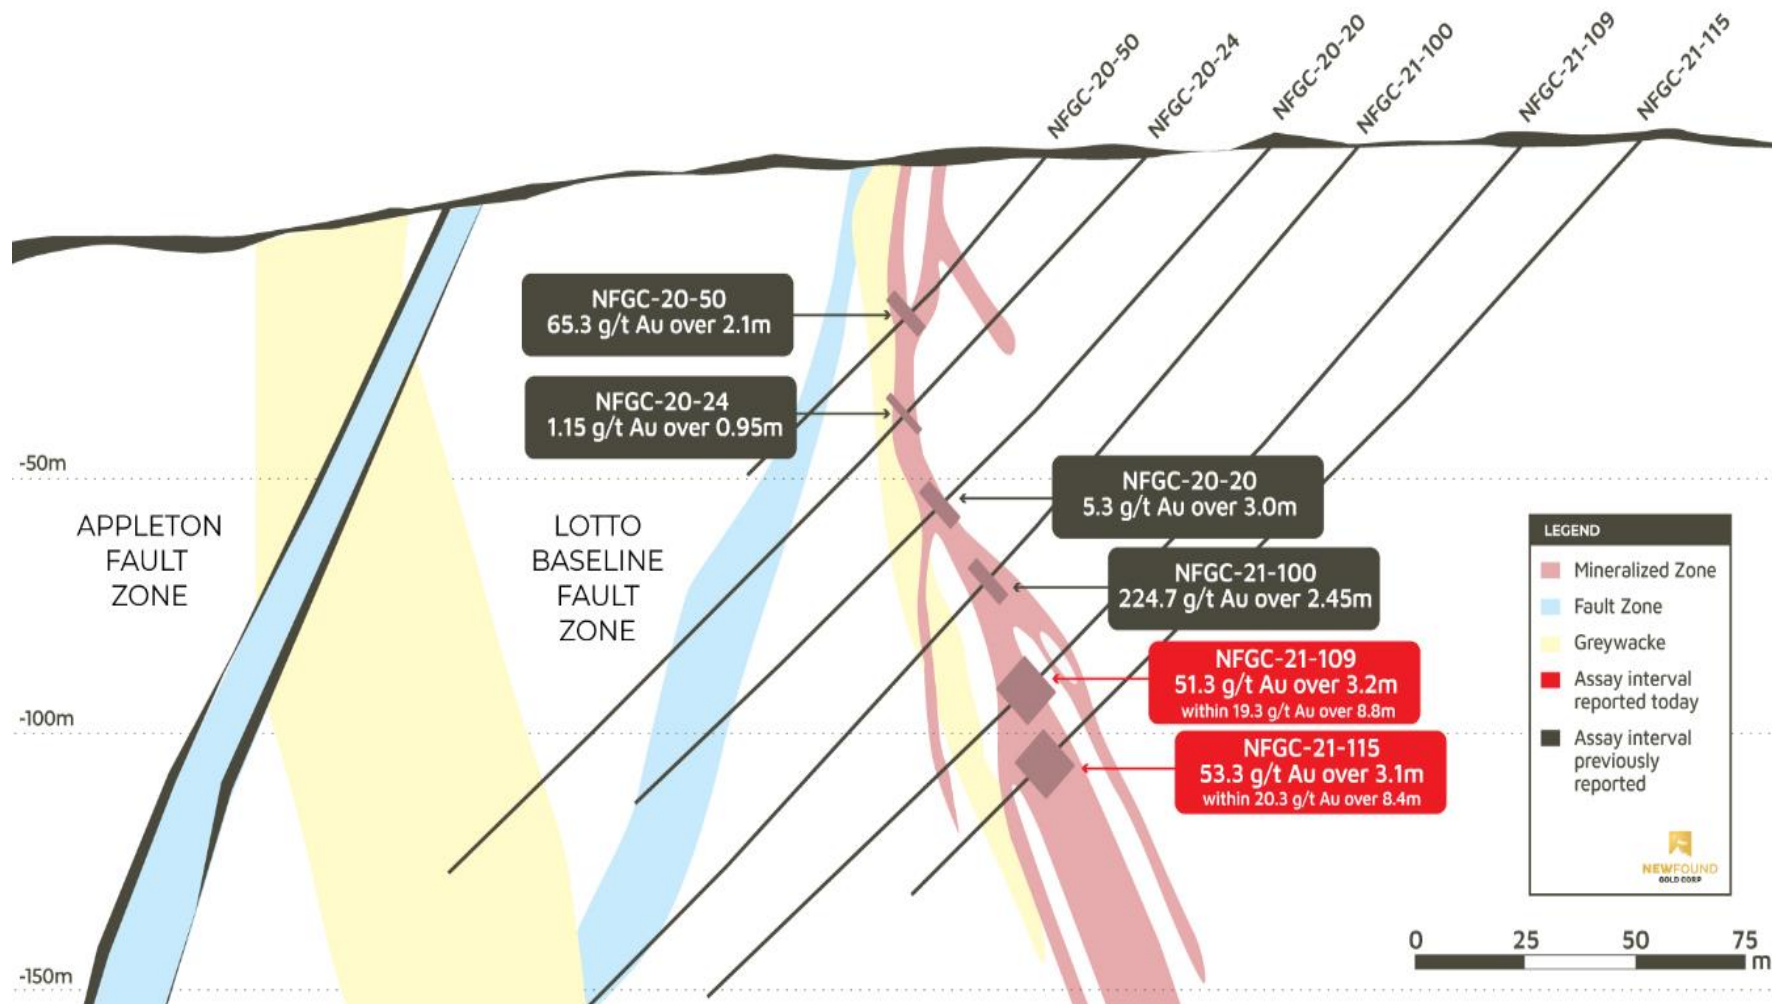 NFGC-20-50
NFGC-20-24
NFGC-20-20
NFGC-21-100
NFGC-21-109
NFGC-21-115
NFGC-20-50
65.3 g/t Au over 2.1m
NFGC-20-24
1.15 g/t Au over 0.95m
-50m
NFGC-20-20
5.3 g/t Au over 3.0m
APPLETON
FAULT
ZONE
LOTTO
BASELINE
FAULT
ZONE
NFGC-21-100
224.7 g/t Au over 2.45m
NFGC-21-109
51.3 g/t Au over 3.2m
within 19.3 g/t Au over 8.8m
-100m
NFGC-21-115
53.3 g/t Au over 3.1m
within 20.3 g/t Au over 8.4m
LEGEND
Mineralized Zone
Fault Zone
Greywacke
Assay interval
reported today
Assay interval
previously
reported
NEWFOUND
GOLD CORP
0 25 50 75
m
-150m